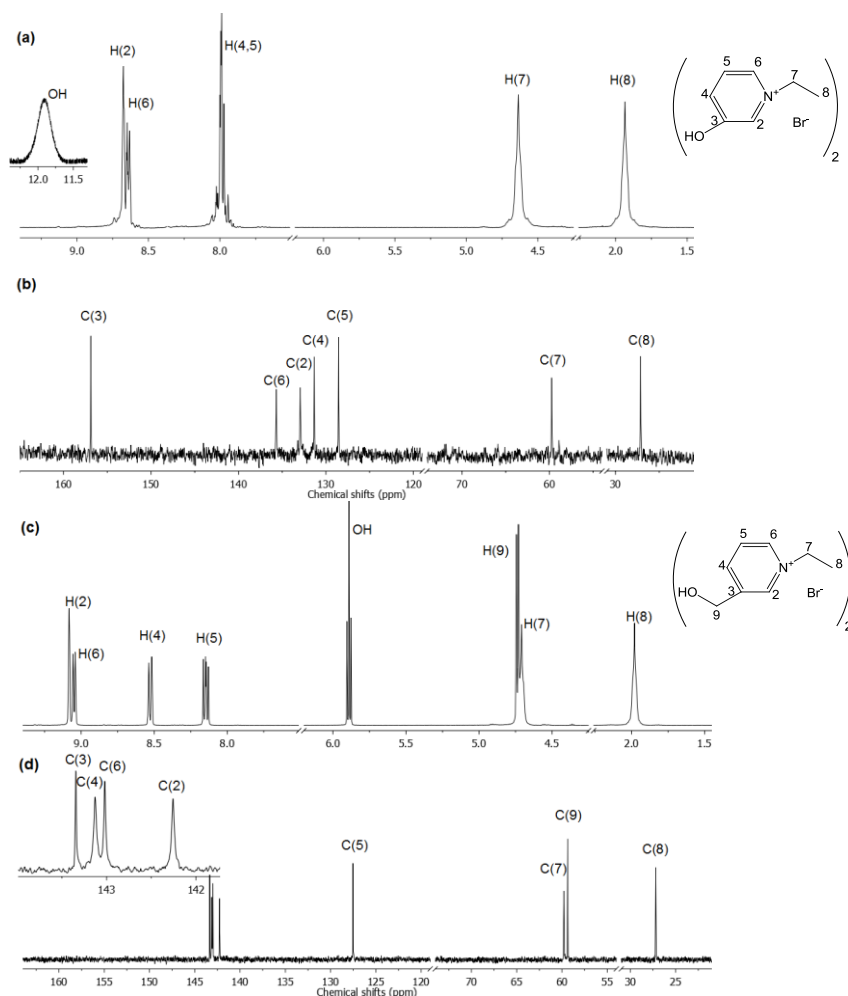 (a)
H(2)
H(6)
OH
12.0 11.5
H(4,5)
H(7)
H(8)
9.0 8.5 8.0 6.0 5.5 5.0 4.5 2.0 1.5
5 6 7 8
4 3 2
N+
HO
Br-
2
(b)
C(3)
C(6)
C(2)
C(4)
C(5)
C(7)
C(8)
160 150 140 130 120 70 60 30
Chemical shifts (ppm)
(c)
H(2)
H(6)
H(4)
H(5)
OH
H(9)
H(7)
H(8)
9.0 8.5 8.0 6.0 5.5 5.0 4.5 2.0 1.5
5 6 7 8
4 3 2
N+
HO
9
Br-
2
(d)
C(3)
C(4)
C(6)
C(2)
143 142
C(5)
C(9)
C(7)
C(8)
160 155 150 145 140 135 130 125 120 70 65 60 55 30 25
Chemical shifts (ppm)